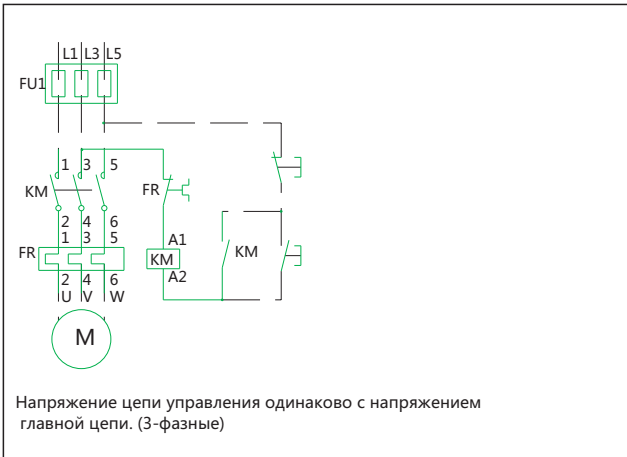 L1 L3 L5
FU1
1 3 5
KM FR
2 4 6
1 3 5
FR A1
KM KM
2 4 6 A2
U V W
M
Напряжение цепи управления одинаково с напряжением
главной цепи. (3-фазные)